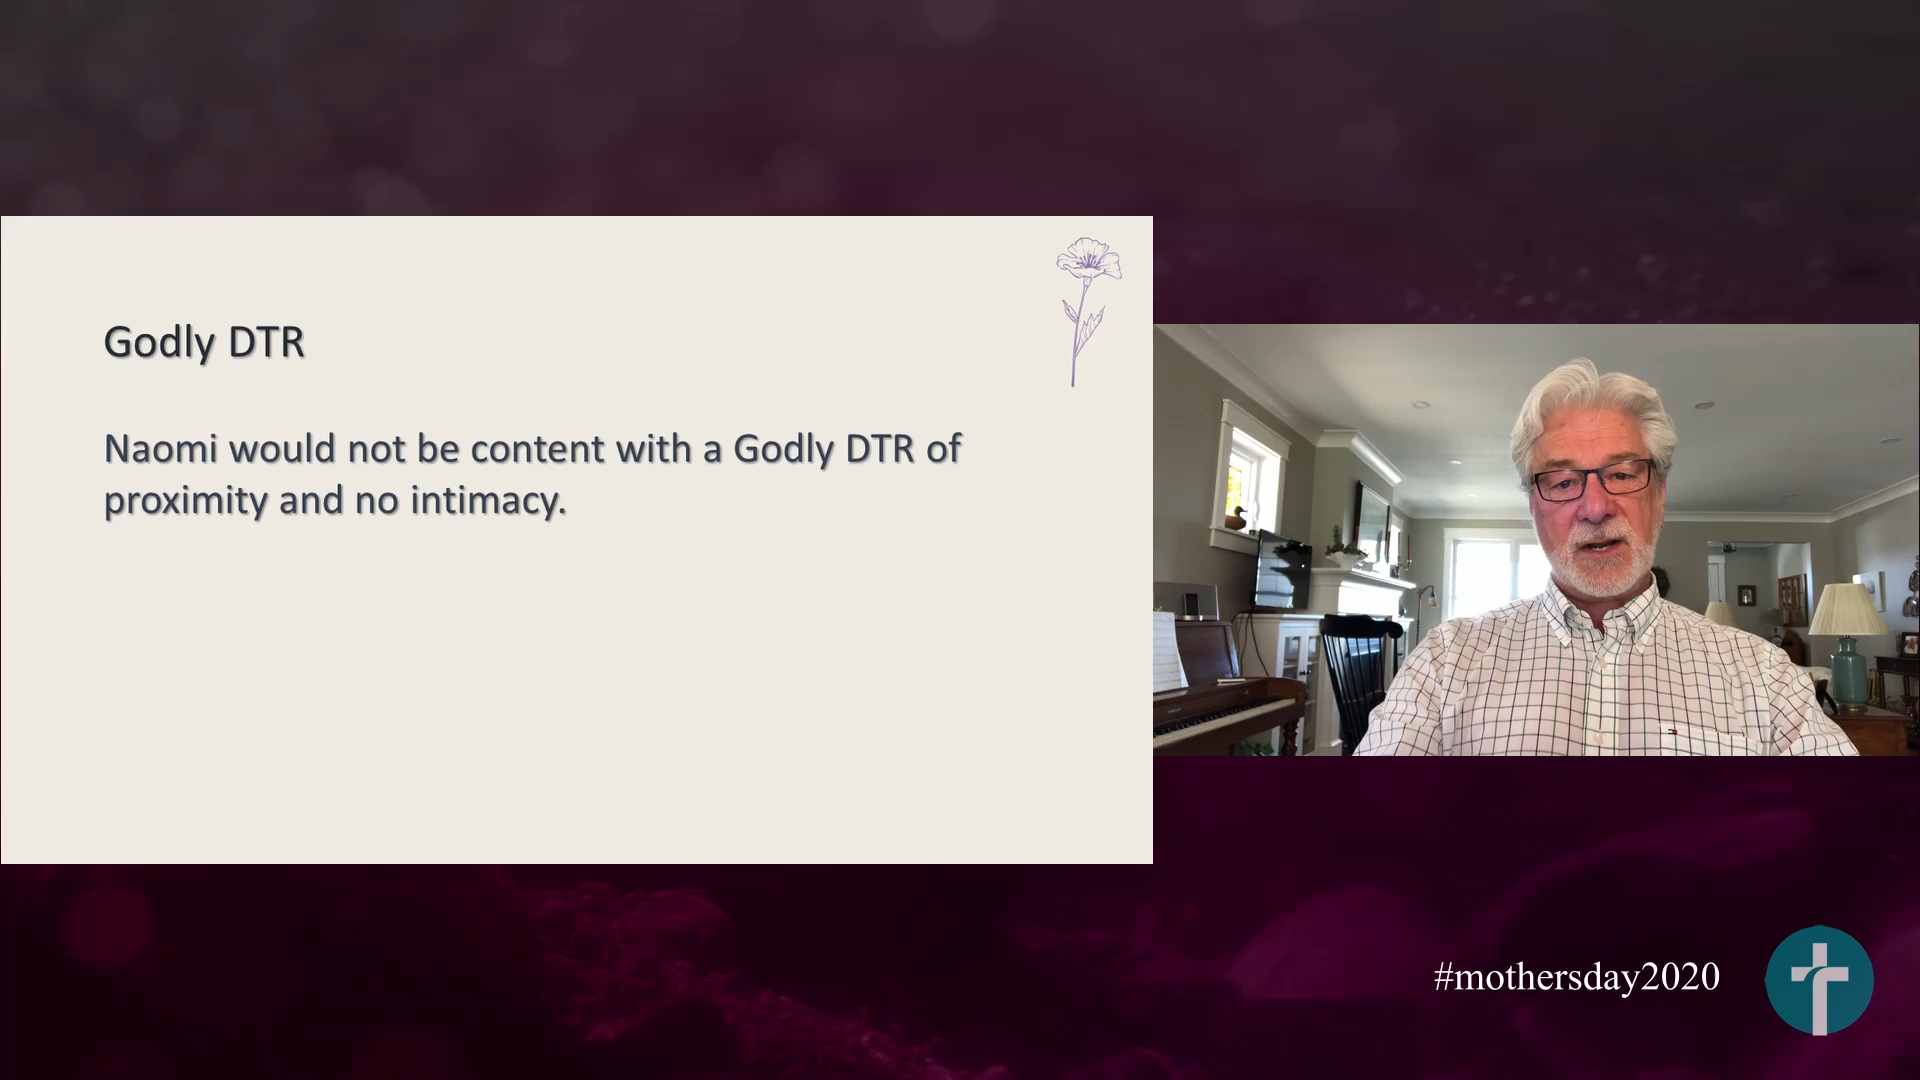 Godly DTR
Naomi would not be content with a Godly DTR of
proximity and no intimacy.
#mothersday2020